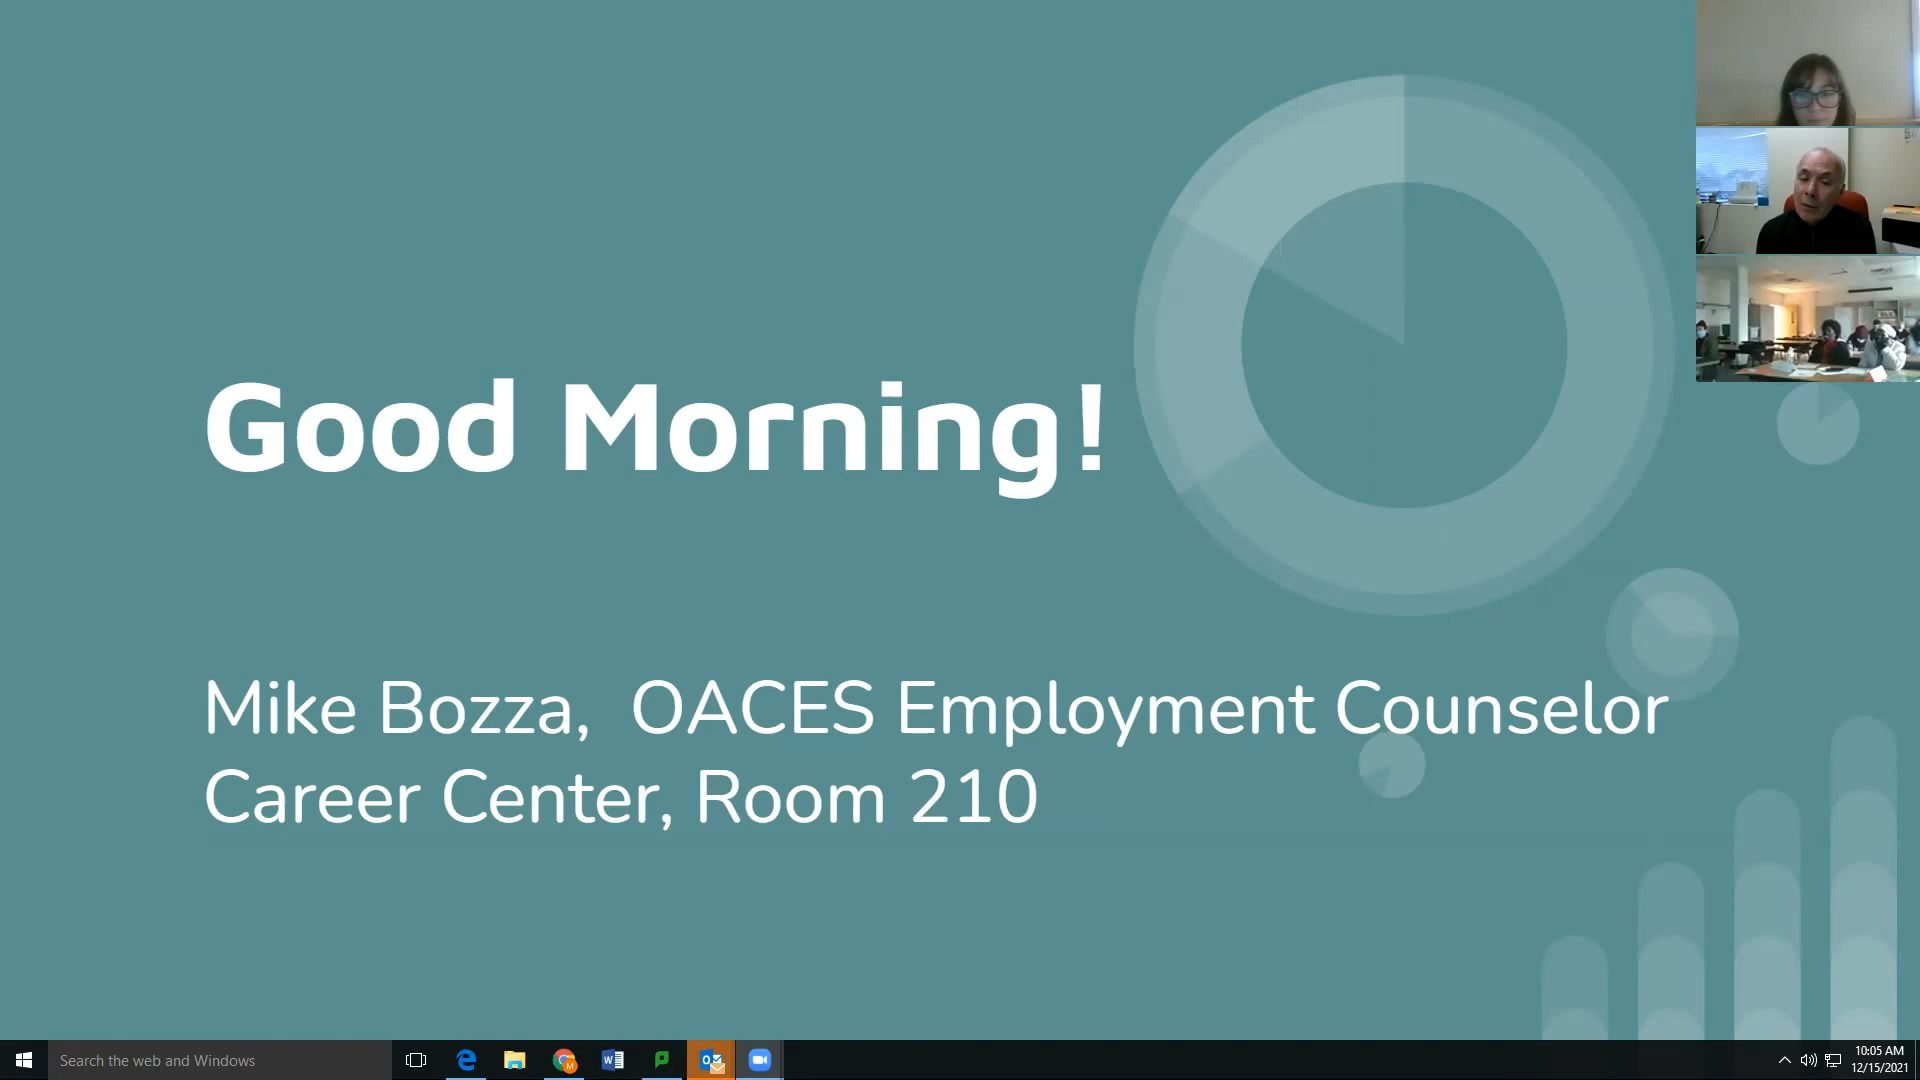 Good Morning!
Mike Bozza, OACES Employment Counselor
Career Center, Room 210
Search the web and Windows
10:05 AM
12/15/2021